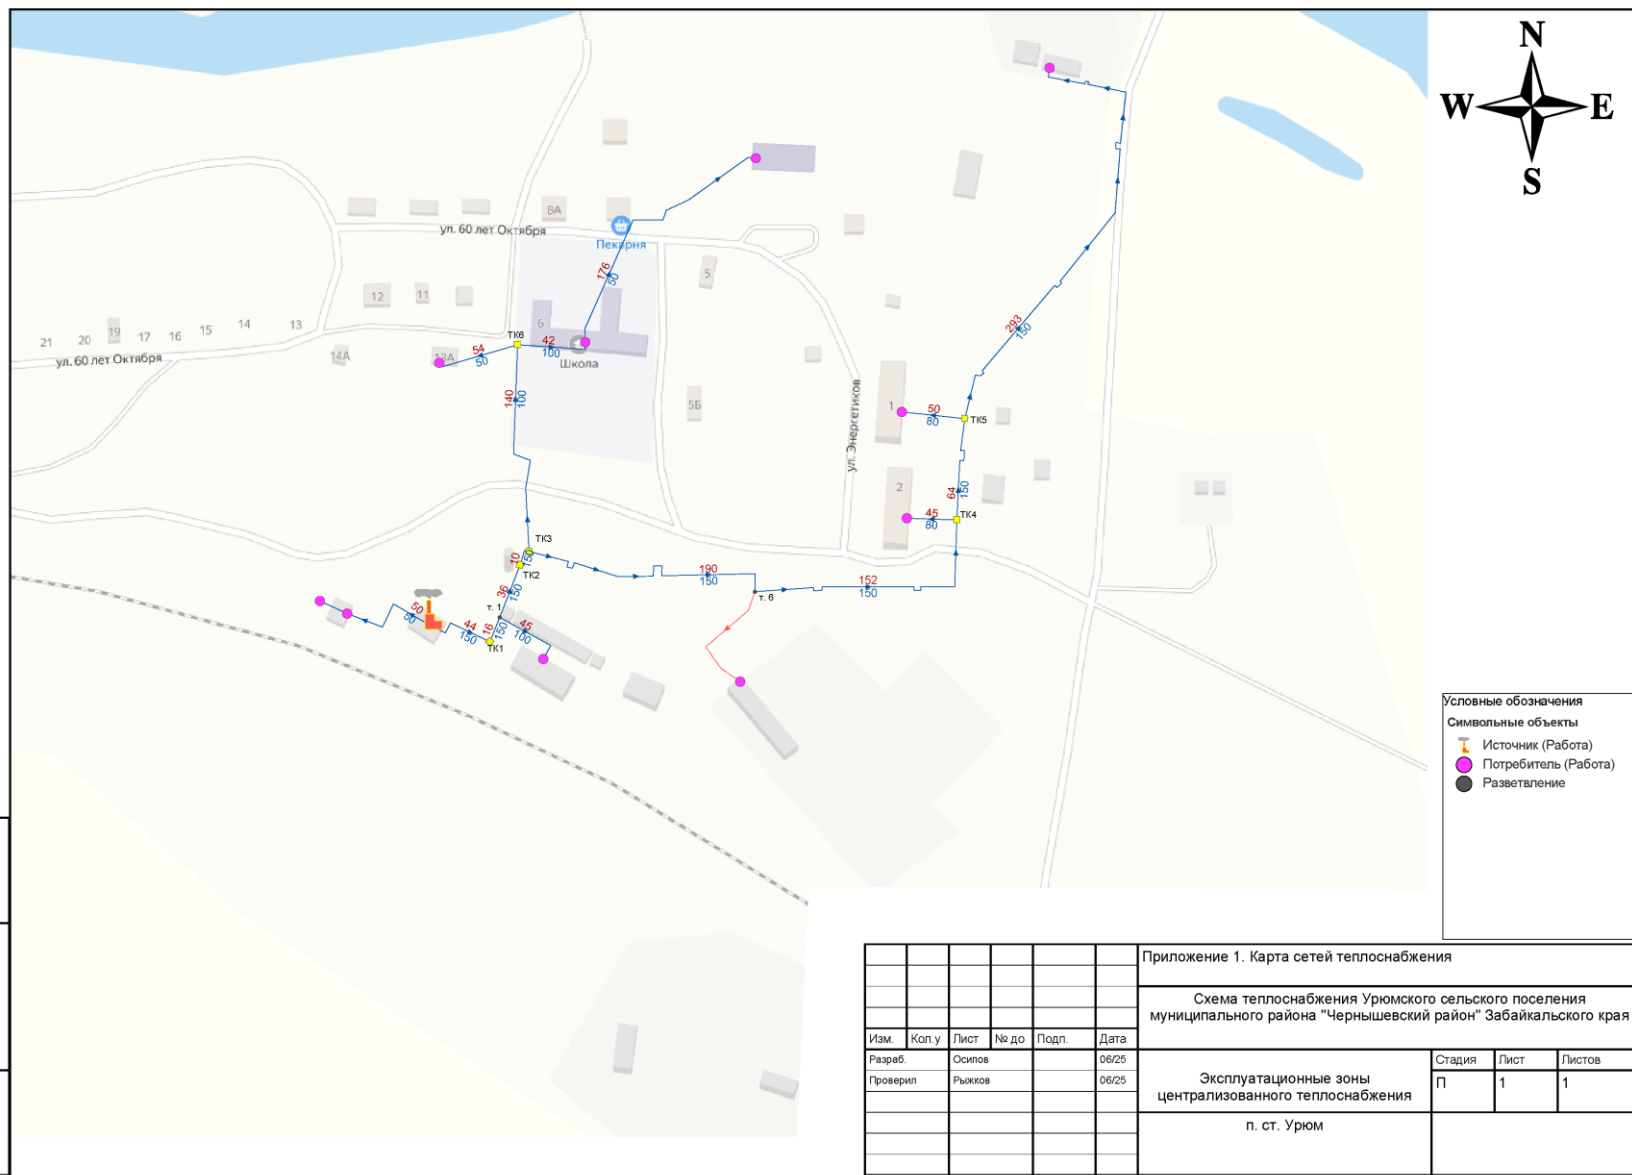 N
W E
S
8А
ул. 60 лет Октября
Пекарня
176
50
5
12
11
21
20
19
17
16
15
14
13
ул. 60 лет Октября
14А
13А
54
50
ТК6
6
42
100
Школа
140
100
5Б
ул. Энергетиков
293
150
1
50
80
ТК5
2
64
150
45
80
ТК4
ТК3
10
50
ТК2
36
150
т. 1
190
150
т. 6
152
150
50
50
44
150
16
150
ТК1
45
100
Условные обозначения
Символьные объекты
Источник (Работа)
Потребитель (Работа)
Разветвление
Приложение 1. Карта сетей теплоснабжения
Схема теплоснабжения Урюмского сельского поселения
муниципального района "Чернышевский район" Забайкальского края
Изм. Кол.у Лист № до Подп. Дата
Разраб. Осипов 06/25
Проверил Рыжков 06/25
Эксплуатационные зоны
централизованного теплоснабжения
Стадия Лист Листов
П 1 1
п. ст. Урюм